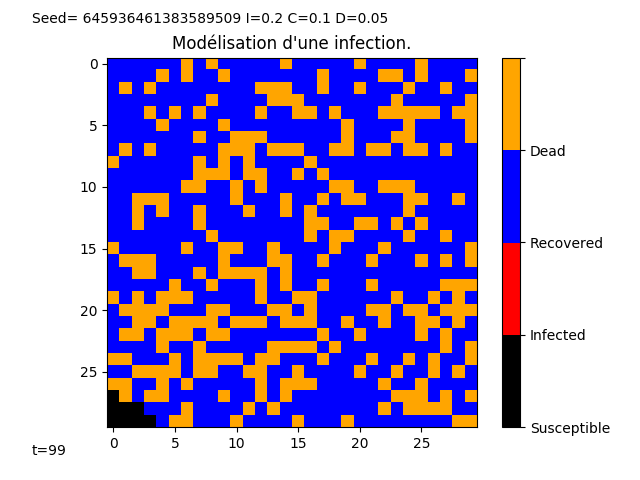 Seed= 645936461383589509 I=0.2 C=0.1 D=0.05
Modélisation d'une infection.
0
5
10
15
20
25
0 5 10 15 20 25
Dead
Recovered
Infected
Susceptible
t=99